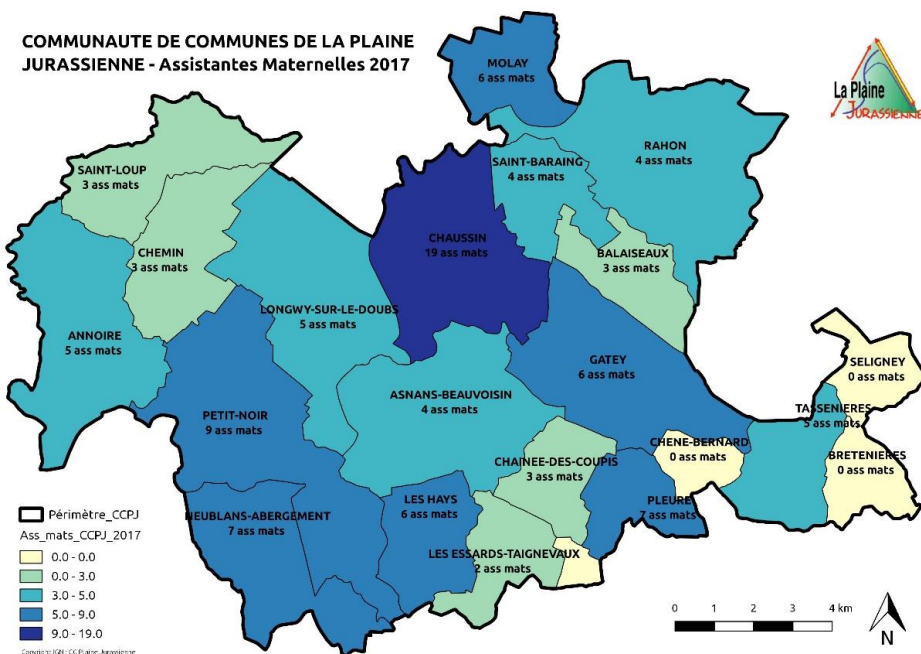 COMMUNAUTE DE COMMUNES DE LA PLAINE
JURASSIENNE - Assistantes Maternelles 2017
La Plaine
JURASSIENNE
MOLAY
6 ass mats
RAHON
4 ass mats
SAINT-BARAING
4 ass mats
SAINT-LOUP
3 ass mats
CHAUSSIN
19 ass mats
CHEMIN
3 ass mats
BALAISEAUX
3 ass mats
LONGWY-SUR-LE-DOUBS
5 ass mats
ANNOIRE
5 ass mats
GATEY
6 ass mats
SELIGNEY
0 ass mats
ASNANS-BEAUVOISIN
4 ass mats
PETIT-NOIR
9 ass mats
TASSENIERES
5 ass mats
CHENE-BERNARD
0 ass mats
BRETENIERES
0 ass mats
CHAINEE-DES-COUPIS
3 ass mats
LES HAYS
6 ass mats
PLEURE
7 ass mats
NEUBLANS-ABERGEMENT
7 ass mats
LES ESSARDS-TAIGNEVAUX
2 ass mats
Périmètre_CCPJ
Ass_mats_CCPJ_2017
0.0 - 0.0
0.0 - 3.0
3.0 - 5.0
5.0 - 9.0
9.0 - 19.0
0 1 2 3 4 km
N
Copyright IGN : CC Plaine Jurassienne